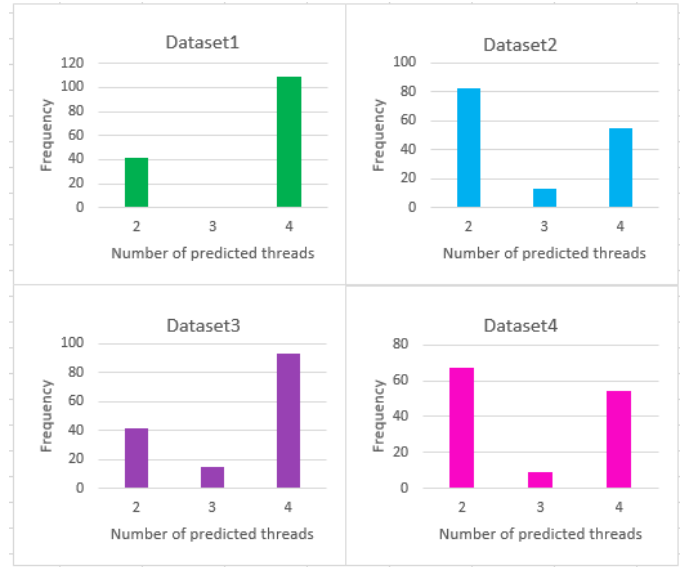 Dataset1
120
100
80
60
40
20
0
Frequency
2 3 4
Number of predicted threads
Dataset2
100
80
60
40
20
0
Frequency
2 3 4
Number of predicted threads
Dataset3
100
80
60
40
20
0
Frequency
2 3 4
Number of predicted threads
Dataset4
80
60
40
20
0
Frequency
2 3 4
Number of predicted threads